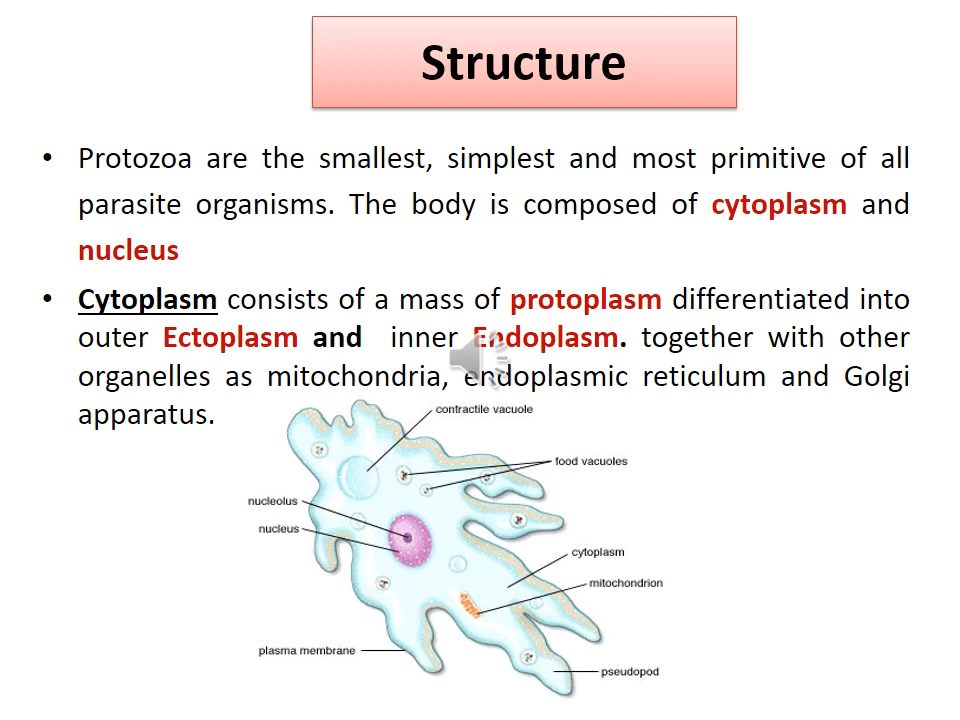 Structure
• Protozoa are the smallest, simplest and most primitive of all
parasite organisms. The body is composed of cytoplasm and
nucleus
• Cytoplasm consists of a mass of protoplasm differentiated into
outer Ectoplasm and inner Endoplasm. together with other
organelles as mitochondria, endoplasmic reticulum and Golgi
apparatus.
contractile vacuole
food vacuoles
nucleolus
nucleus
cytoplasm
mitochondrion
plasma membrane
pseudopod